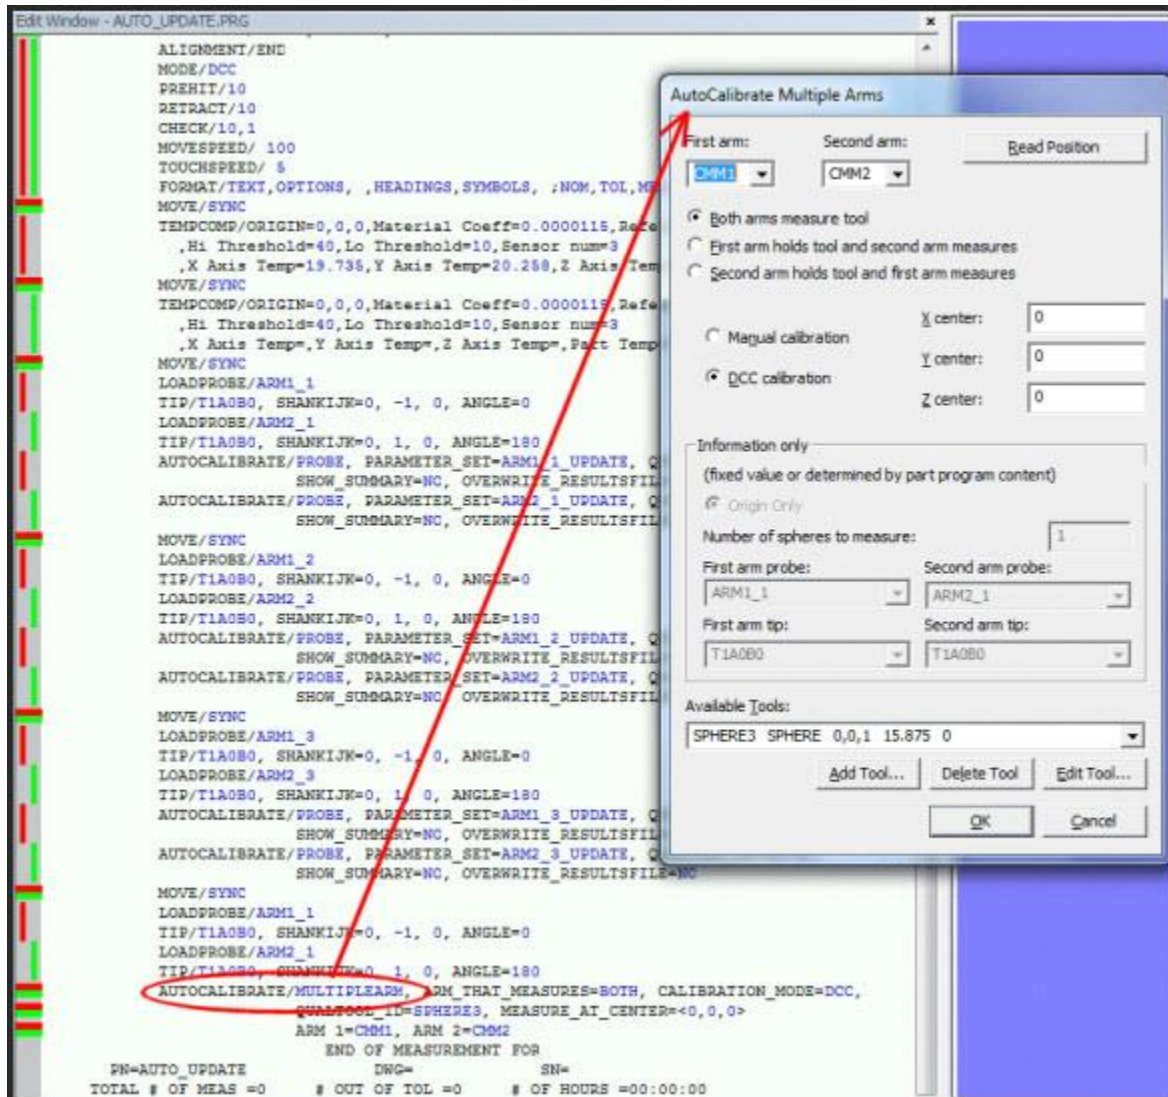 Edit Window - AUTO_UPDATE.PRG
ALIGNMENT/END
MODE/DCC
PREHIT/10
RETRACT/10
CHECK/10,1
MOVESPEED/ 100
TOUCHSPEED/ 5
FORMAT/TEXT,OPTIONS, ,HEADINGS,SYMBOLS, ;NOM,TOL,ME
MOVE/SYNC
TEMPCOMP/ORIGIN=0,0,0,Material Coeff=0.0000115,Refe
,Hi Threshold=40,Lo Threshold=10,Sensor num=3
,X Axis Temp=19.735,Y Axis Temp=20.258,Z Axis Tem
MOVE/SYNC
TEMPCOMP/ORIGIN=0,0,0,Material Coeff=0.0000115,Refe
,Hi Threshold=40,Lo Threshold=10,Sensor num=3
,X Axis Temp=,Y Axis Temp=,Z Axis Temp=,Part Temp
MOVE/SYNC
LOADPROBE/ARM1_1
TIP/T1A0B0, SHANKIJK=0, -1, 0, ANGLE=0
LOADPROBE/ARM2_1
TIP/T1A0B0, SHANKIJK=0, 1, 0, ANGLE=180
AUTOCALIBRATE/PROBE, PARAMETER_SET=ARM1_1_UPDATE, Q
SHOW_SUMMARY=NO, OVERWRITE_RESULTSFIL
AUTOCALIBRATE/PROBE, PARAMETER_SET=ARM2_1_UPDATE, Q
SHOW_SUMMARY=NO, OVERWRITE_RESULTSFIL
MOVE/SYNC
LOADPROBE/ARM1_2
TIP/T1A0B0, SHANKIJK=0, -1, 0, ANGLE=0
LOADPROBE/ARM2_2
TIP/T1A0B0, SHANKIJK=0, 1, 0, ANGLE=180
AUTOCALIBRATE/PROBE, PARAMETER_SET=ARM1_2_UPDATE, Q
SHOW_SUMMARY=NO, OVERWRITE_RESULTSFIL
AUTOCALIBRATE/PROBE, PARAMETER_SET=ARM2_2_UPDATE, Q
SHOW_SUMMARY=NO, OVERWRITE_RESULTSFIL
MOVE/SYNC
LOADPROBE/ARM1_3
TIP/T1A0B0, SHANKIJK=0, -1, 0, ANGLE=0
LOADPROBE/ARM2_3
TIP/T1A0B0, SHANKIJK=0, 1, 0, ANGLE=180
AUTOCALIBRATE/PROBE, PARAMETER_SET=ARM1_3_UPDATE, Q
SHOW_SUMMARY=NO, OVERWRITE_RESULTSFIL
AUTOCALIBRATE/PROBE, PARAMETER_SET=ARM2_3_UPDATE, Q
SHOW_SUMMARY=NO, OVERWRITE_RESULTSFILE=NO
MOVE/SYNC
LOADPROBE/ARM1_1
TIP/T1A0B0, SHANKIJK=0, -1, 0, ANGLE=0
LOADPROBE/ARM2_1
TIP/T1A0B0, SHANKIJK=0, 1, 0, ANGLE=180
AUTOCALIBRATE/MULTIPLEARM, ARM_THAT_MEASURES=BOTH, CALIBRATION_MODE=DCC,
QUALTOOL_ID=SPHERE3, MEASURE_AT_CENTER=<0,0,0>
ARM 1=CMM1, ARM 2=CMM2
END OF MEASUREMENT FOR
PN=AUTO_UPDATE DWG= SN=
TOTAL # OF MEAS =0 # OUT OF TOL =0 # OF HOURS =00:00:00
AutoCalibrate Multiple Arms
First arm: Second arm: Read Position
CMM1 CMM2
Both arms measure tool
First arm holds tool and second arm measures
Second arm holds tool and first arm measures
X center: 0
Manual calibration
Y center: 0
DCC calibration
Z center: 0
Information only
(fixed value or determined by part program content)
Origin Only
Number of spheres to measure: 1
First arm probe: Second arm probe:
ARM1_1 ARM2_1
First arm tip: Second arm tip:
T1A0B0 T1A0B0
Available Tools:
SPHERE3 SPHERE 0,0,1 15.875 0
Add Tool... Delete Tool Edit Tool...
OK Cancel